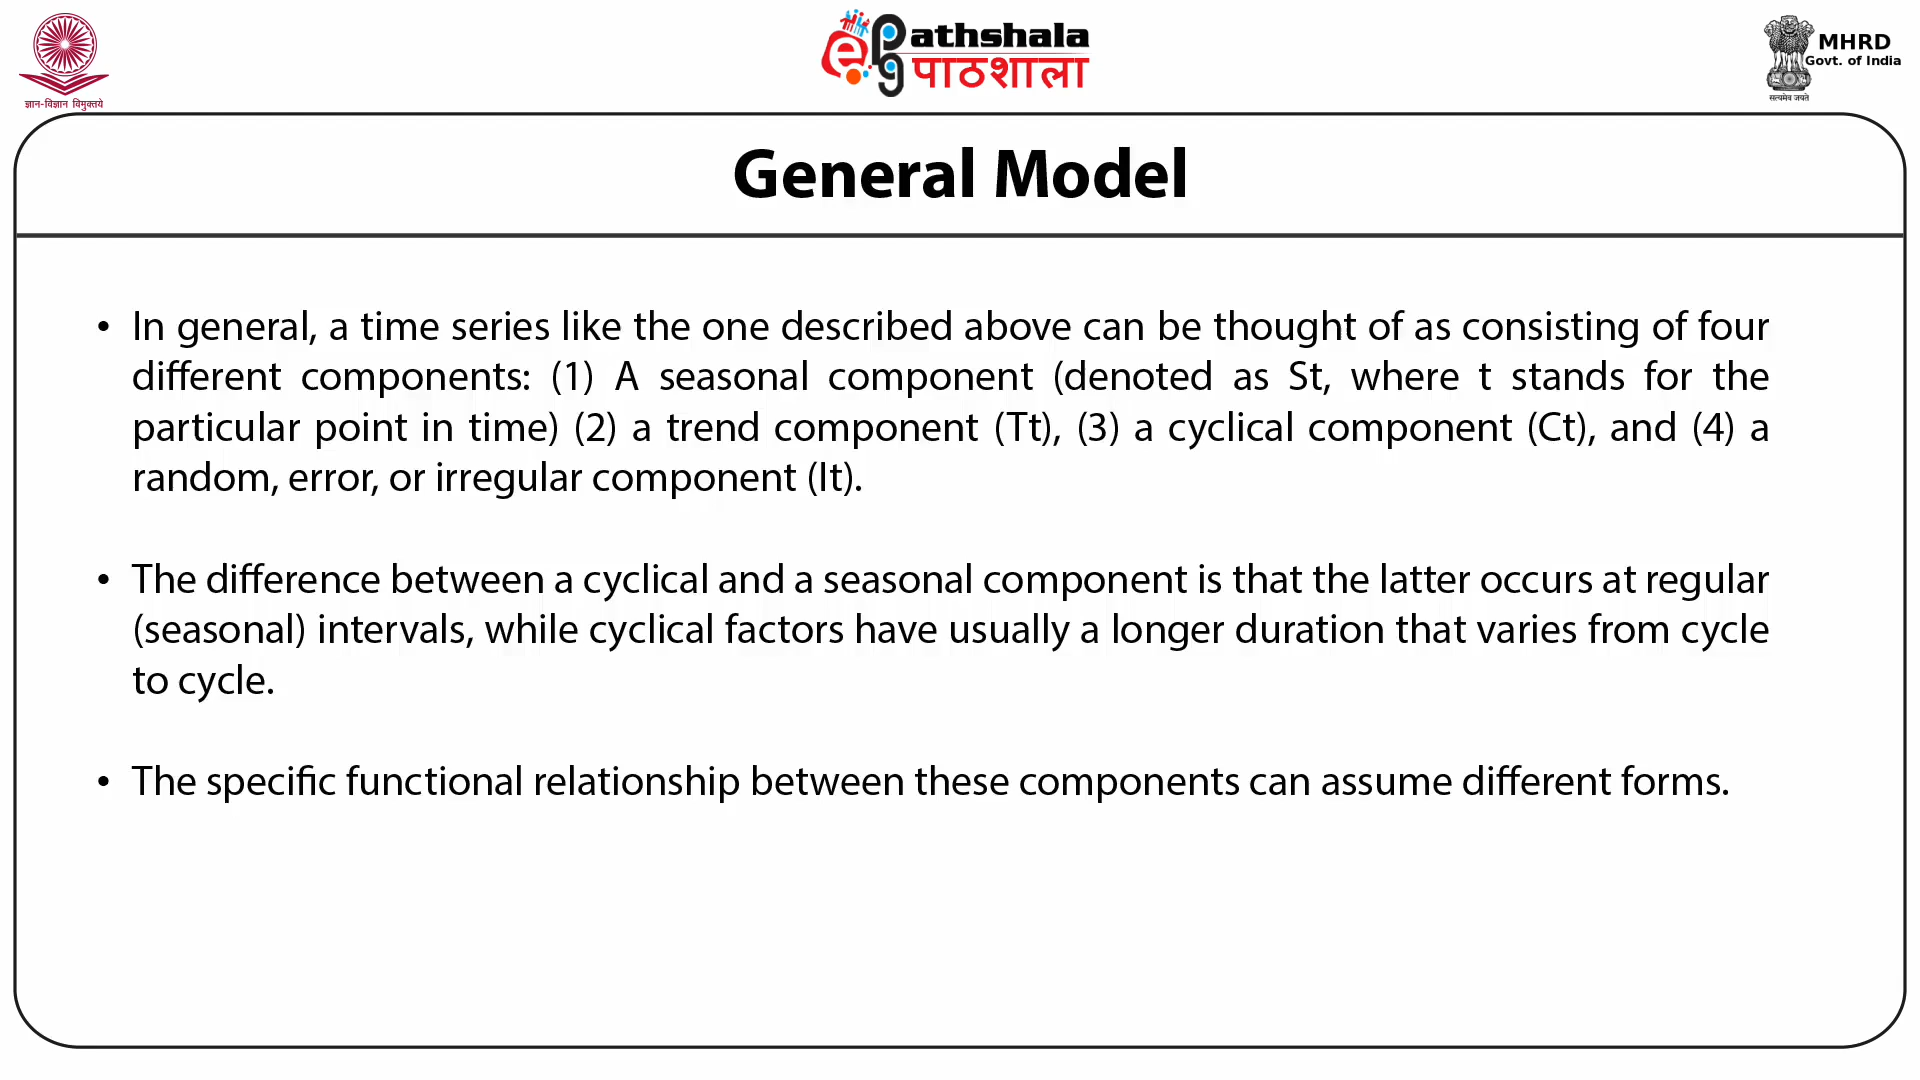 ज्ञान-विज्ञान विमुक्तये
e pg athshala
पाठशाला
MHRD
Govt. of India
सत्यमेव जयते
General Model
• In general, a time series like the one described above can be thought of as consisting of four
different components: (1) A seasonal component (denoted as St, where t stands for the
particular point in time) (2) a trend component (Tt), (3) a cyclical component (Ct), and (4) a
random, error, or irregular component (It).
• The difference between a cyclical and a seasonal component is that the latter occurs at regular
(seasonal) intervals, while cyclical factors have usually a longer duration that varies from cycle
to cycle.
• The specific functional relationship between these components can assume different forms.